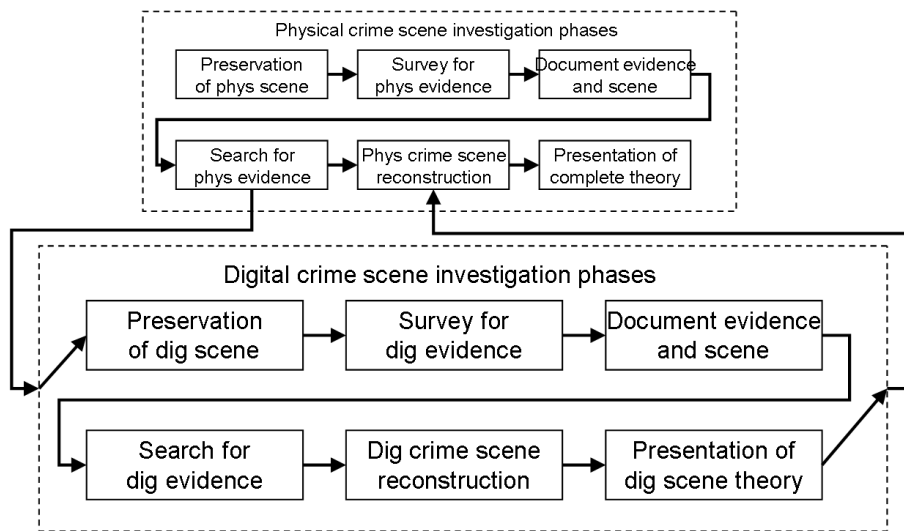 Physical crime scene investigation phases
Preservation
of phys scene
Survey for
phys evidence
Document evidence
and scene
Search for
phys evidence
Phys crime scene
reconstruction
Presentation of
complete theory
Digital crime scene investigation phases
Preservation
of dig scene
Survey for
dig evidence
Document evidence
and scene
Search for
dig evidence
Dig crime scene
reconstruction
Presentation of
dig scene theory